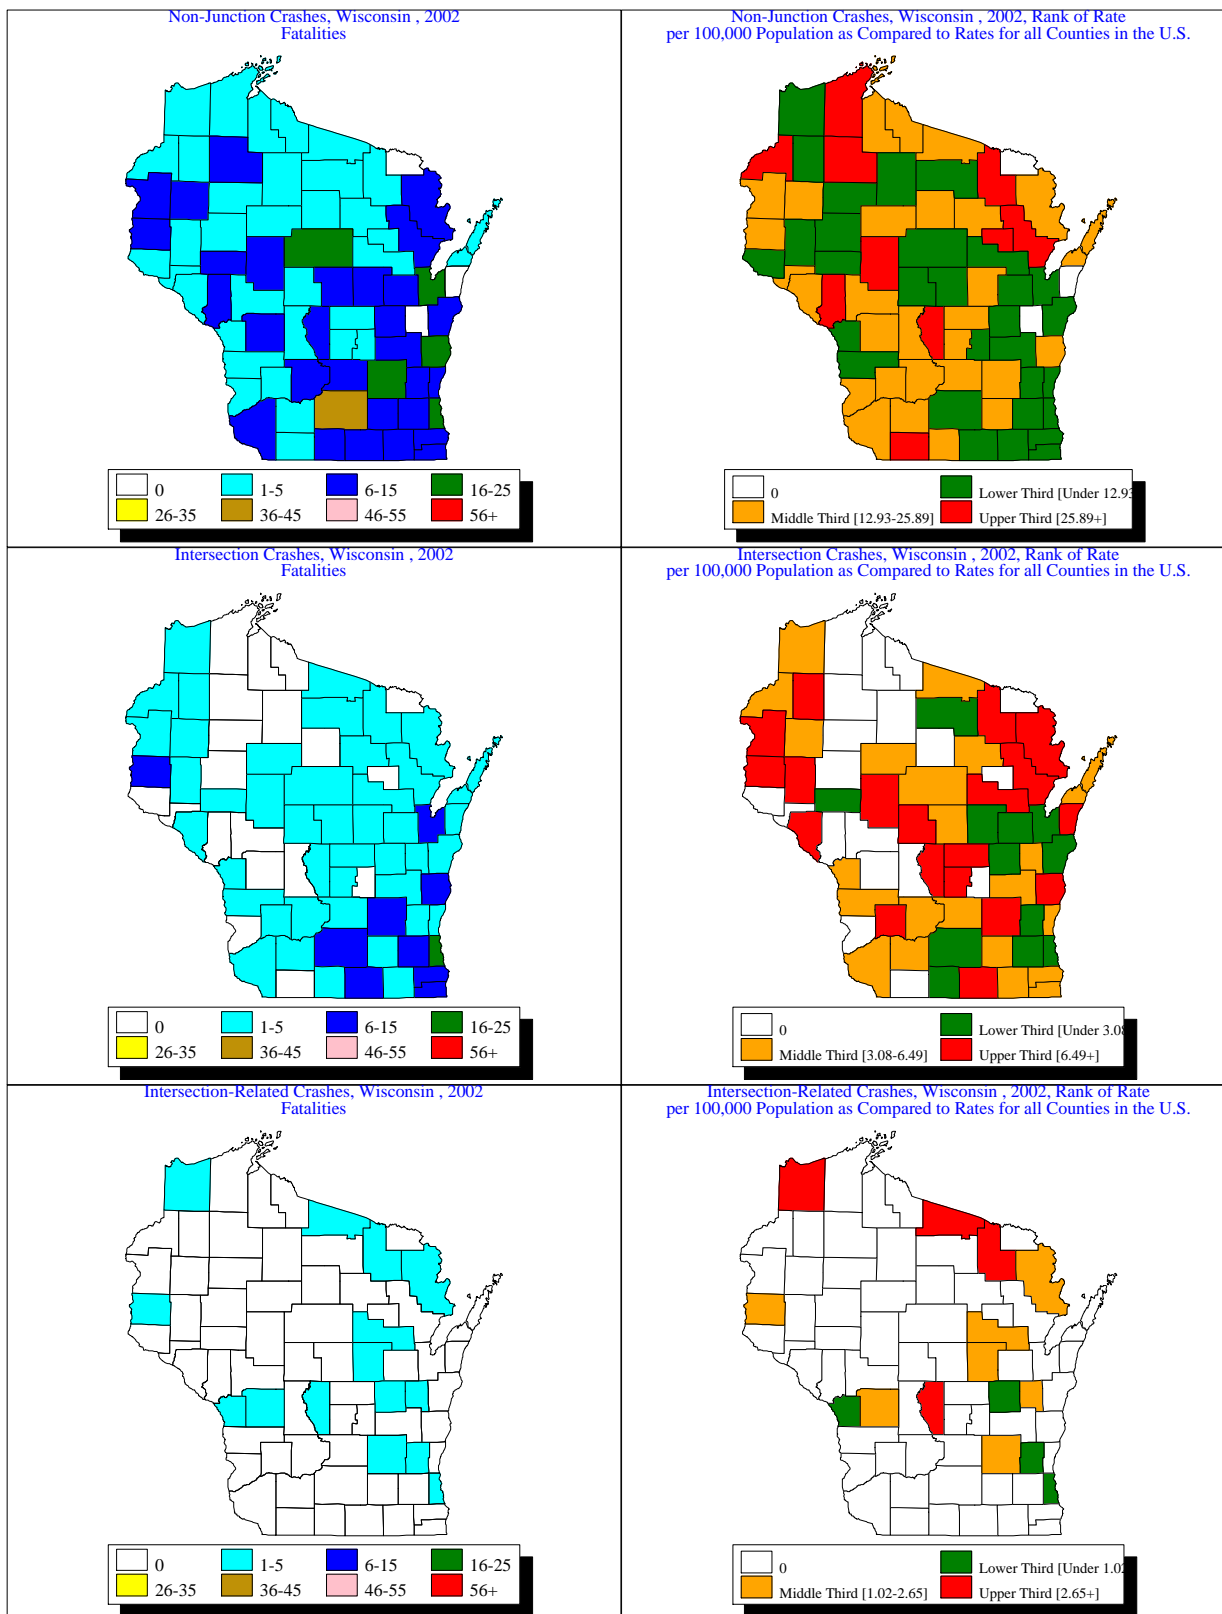 Non-Junction Crashes, Wisconsin , 2002
Fatalities
0
1-5
6-15
16-25
26-35
36-45
46-55
56+
Non-Junction Crashes, Wisconsin , 2002, Rank of Rate
per 100,000 Population as Compared to Rates for all Counties in the U.S.
0
Lower Third [Under 12.93
Middle Third [12.93-25.89]
Upper Third [25.89+]
Intersection Crashes, Wisconsin , 2002
Fatalities
0
1-5
6-15
16-25
26-35
36-45
46-55
56+
Intersection Crashes, Wisconsin , 2002, Rank of Rate
per 100,000 Population as Compared to Rates for all Counties in the U.S.
0
Lower Third [Under 3.08
Middle Third [3.08-6.49]
Upper Third [6.49+]
Intersection-Related Crashes, Wisconsin , 2002
Fatalities
0
1-5
6-15
16-25
26-35
36-45
46-55
56+
Intersection-Related Crashes, Wisconsin , 2002, Rank of Rate
per 100,000 Population as Compared to Rates for all Counties in the U.S.
0
Lower Third [Under 1.02
Middle Third [1.02-2.65]
Upper Third [2.65+]